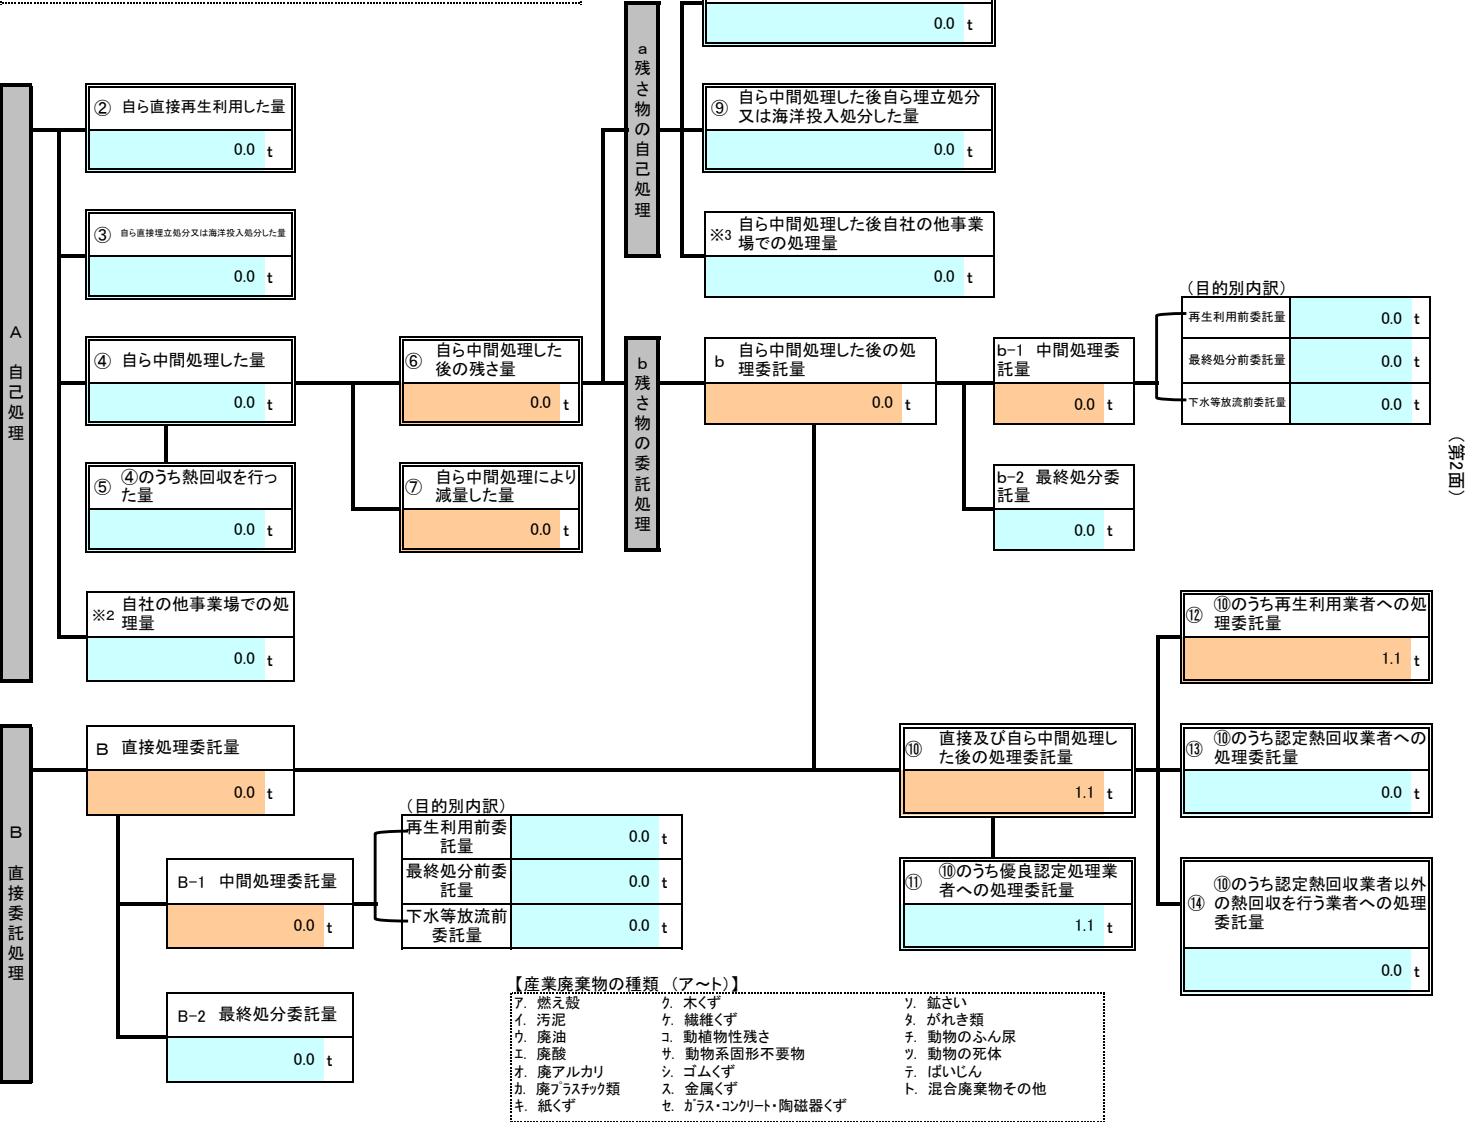 0.0 t
a 残さ物の自己処理
② 自ら直接再生利用した量
0.0 t
⑨ 自ら中間処理した後自ら埋立処分
又は海洋投入処分した量
0.0 t
③ 自ら直接埋立処分又は海洋投入処分した量
0.0 t
※3 自ら中間処理した後自社の他事業
場での処理量
0.0 t
A 自己処理
④ 自ら中間処理した量
0.0 t
⑥ 自ら中間処理した
後の残さ量
0.0 t
b 残さ物の委託処理
b 自ら中間処理した後の処
理委託量
0.0 t
b-1 中間処理委
託量
0.0 t
（目的別内訳）
再生利用前委託量 0.0 t
最終処分前委託量 0.0 t
下水等放流前委託量 0.0 t
（第2面）
⑤ ④のうち熱回収を行っ
た量
0.0 t
⑦ 自ら中間処理により
減量した量
0.0 t
b-2 最終処分委
託量
0.0 t
※2 自社の他事業場での処
理量
0.0 t
⑫ ⑩のうち再生利用業者への処
理委託量
1.1 t
B 直接委託処理
B 直接処理委託量
0.0 t
⑩ 直接及び自ら中間処理し
た後の処理委託量
1.1 t
⑬ ⑩のうち認定熱回収業者への
処理委託量
0.0 t
B-1 中間処理委託量
0.0 t
（目的別内訳）
再生利用前委
託量 0.0 t
最終処分前委
託量 0.0 t
下水等放流前
委託量 0.0 t
⑪ ⑩のうち優良認定処理業
者への処理委託量
1.1 t
⑭ ⑩のうち認定熱回収業者以外
の熱回収を行う業者への処理
委託量
0.0 t
B-2 最終処分委託量
0.0 t
【産業廃棄物の種類 （ア～ト）】
ア. 燃え殻 ク. 木くず ソ. 鉱さい
イ. 汚泥 ケ. 繊維くず タ. がれき類
ウ. 廃油 コ. 動植物性残さ チ. 動物のふん尿
エ. 廃酸 サ. 動物系固形不要物 ツ. 動物の死体
オ. 廃アルカリ シ. ゴムくず テ. ばいじん
カ. 廃プラスチック類 ス. 金属くず ト. 混合廃棄物その他
キ. 紙くず セ. ガラス・コンクリート・陶磁器くず